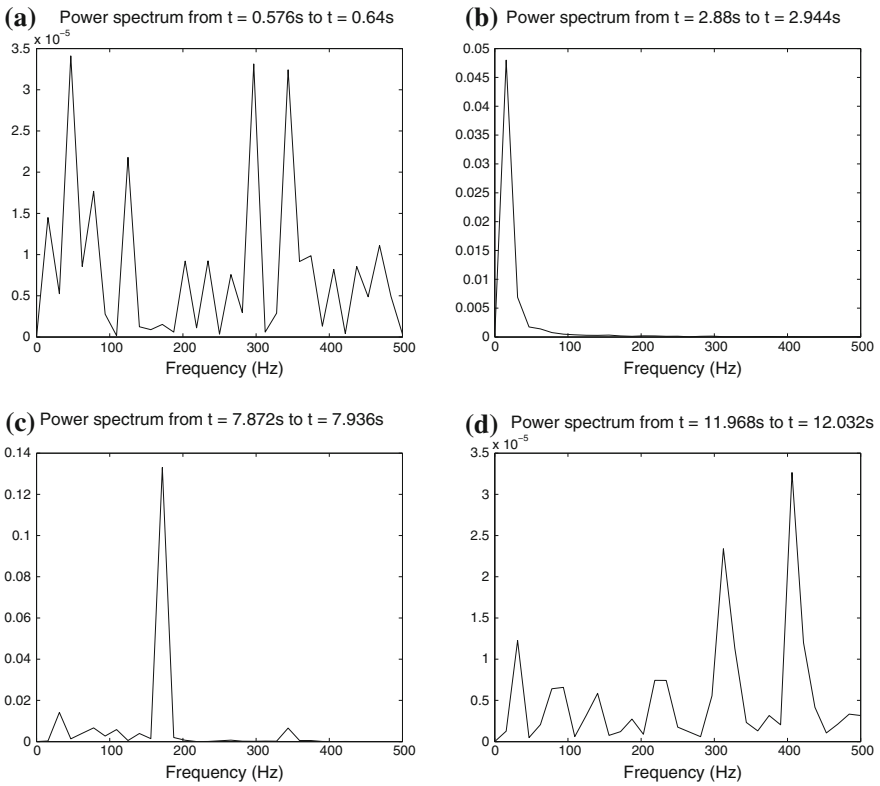 (a) Power spectrum from t = 0.576s to t = 0.64s
x 10⁻⁵
3.5
3
2.5
2
1.5
1
0.5
0
0 100 200 300 400 500
Frequency (Hz)
(b) Power spectrum from t = 2.88s to t = 2.944s
0.05
0.045
0.04
0.035
0.03
0.025
0.02
0.015
0.01
0.005
0
0 100 200 300 400 500
Frequency (Hz)
(c) Power spectrum from t = 7.872s to t = 7.936s
0.14
0.12
0.1
0.08
0.06
0.04
0.02
0
0 100 200 300 400 500
Frequency (Hz)
(d) Power spectrum from t = 11.968s to t = 12.032s
x 10⁻⁵
3.5
3
2.5
2
1.5
1
0.5
0
0 100 200 300 400 500
Frequency (Hz)